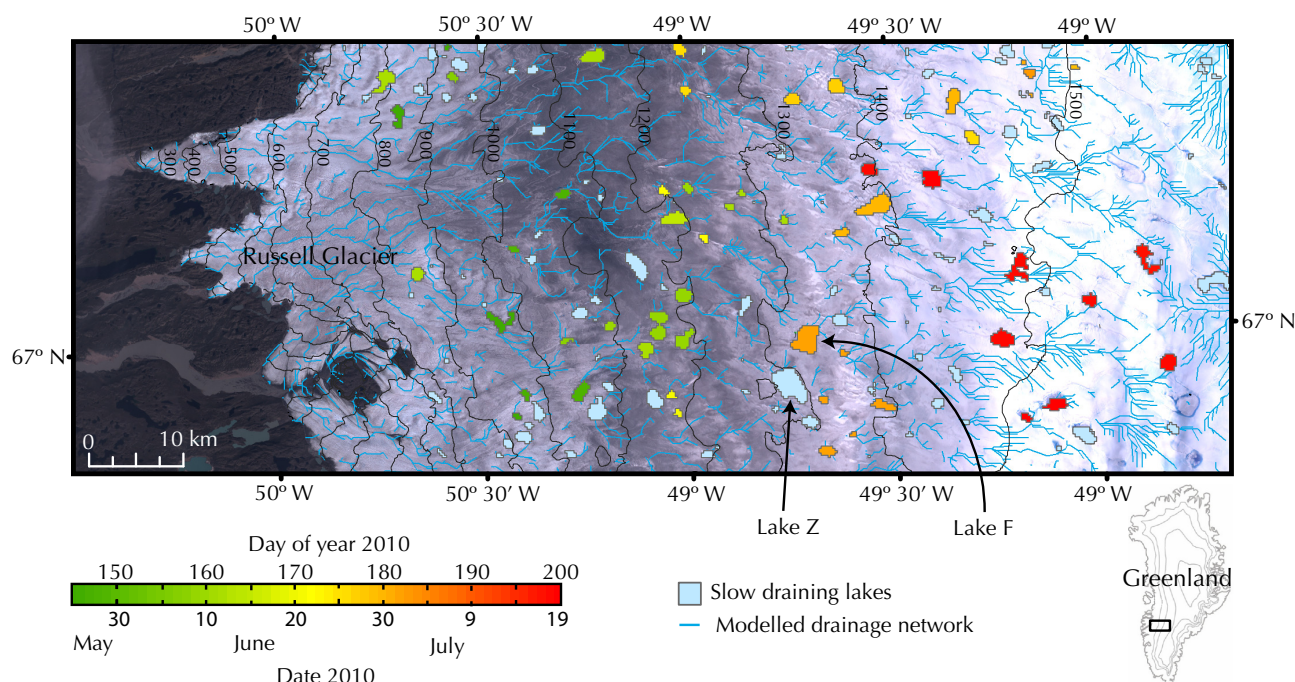 50° W 50° 30′ W 49° W 49° 30′ W 49° W
300 400 500 600 700 800 900 1000 1100 1200 1300 1400 1500
Russell Glacier
67° N
67° N
0 10 km
50° W 50° 30′ W 49° W 49° 30′ W 49° W
Lake Z
Lake F
Day of year 2010
150 160 170 180 190 200
30 10 20 30 9 19
May June July
Date 2010
Slow draining lakes
Modelled drainage network
Greenland